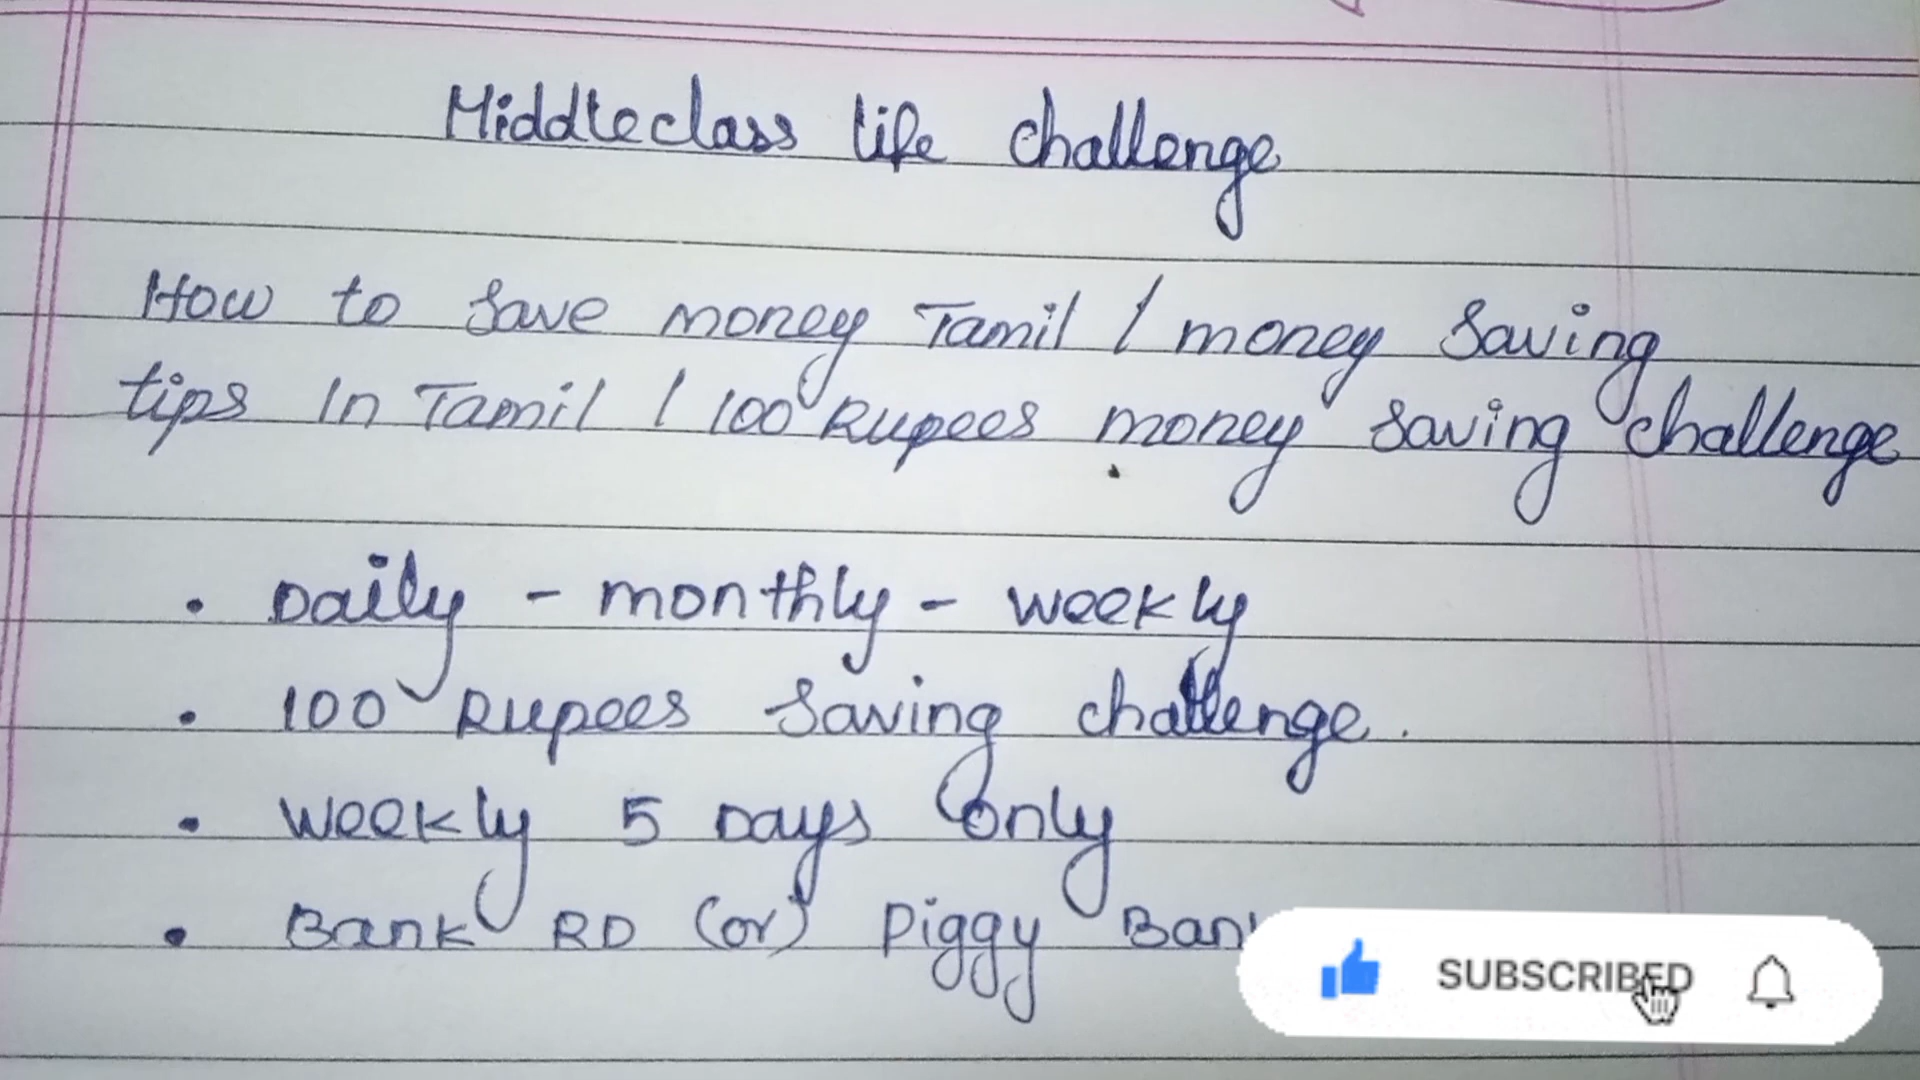 Middleclass life challenge
How to save money Tamil / money saving
tips in Tamil / 100 Rupees money saving challenge
• Daily - monthly - weekly
• 100 Rupees saving challenge.
• weekly 5 Days only
• Bank RD (or) Piggy Bank
SUBSCRIBED